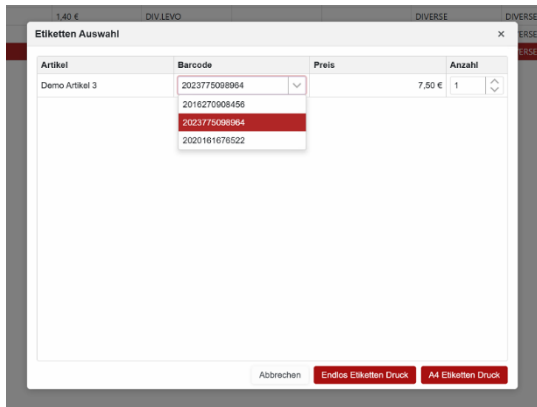 1,40 € DIV.LEVO DIVERSE DIVERSE
Etiketten Auswahl ×
Artikel Barcode Preis Anzahl
Demo Artikel 3 2023775098964 7,50 € 1
2016270908456
2023775098964
2020161676522
Abbrechen Endlos Etiketten Druck A4 Etiketten Druck